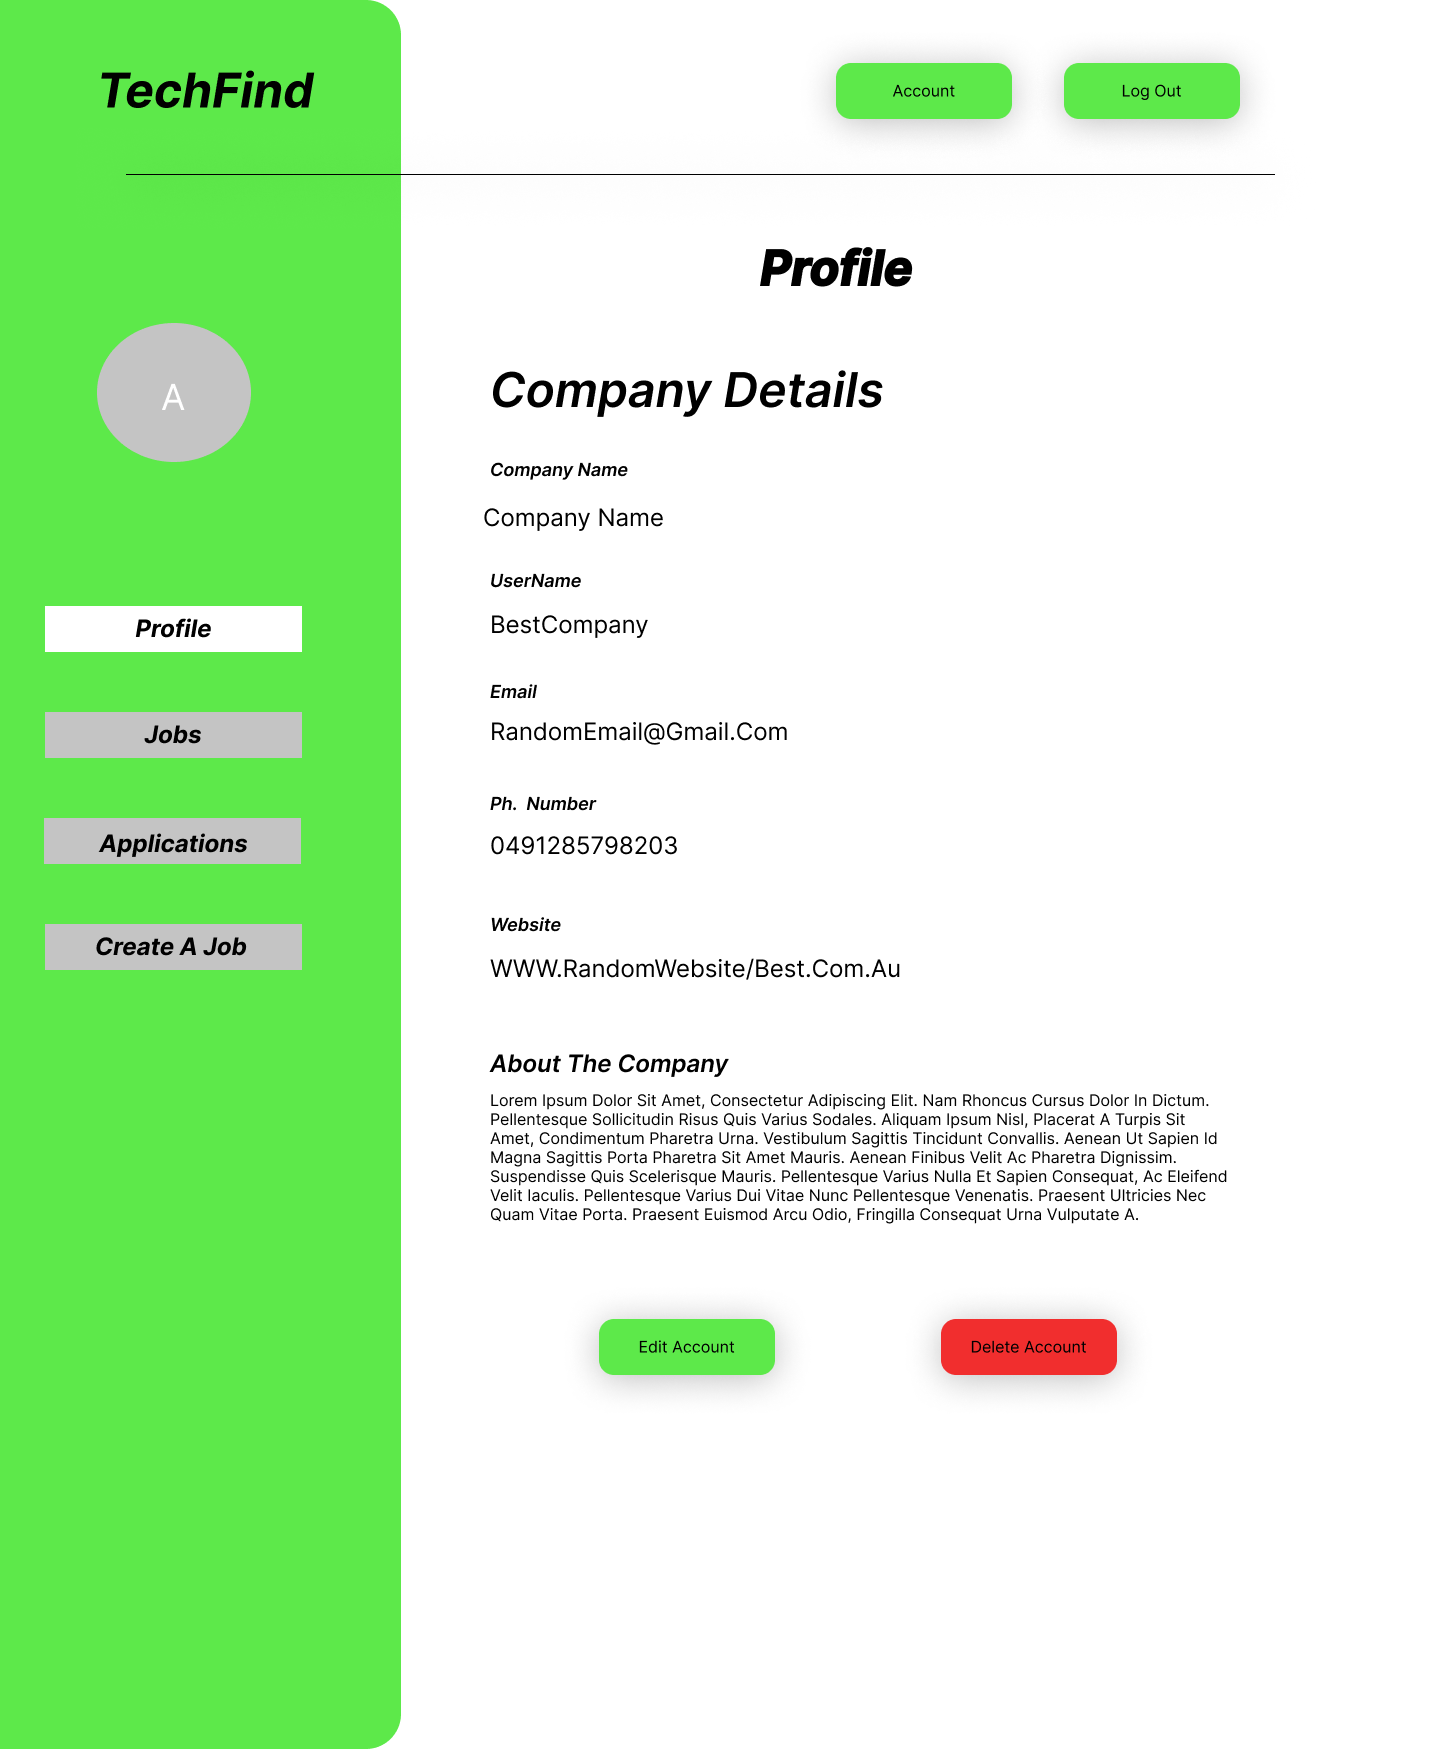 TechFind
Account
Log Out
Profile
A
Profile
Jobs
Applications
Create A Job
Company Details
Company Name
Company Name
UserName
BestCompany
Email
RandomEmail@Gmail.Com
Ph.  Number
0491285798203
Website
WWW.RandomWebsite/Best.Com.Au
About The Company
Lorem Ipsum Dolor Sit Amet, Consectetur Adipiscing Elit. Nam Rhoncus Cursus Dolor In Dictum.
Pellentesque Sollicitudin Risus Quis Varius Sodales. Aliquam Ipsum Nisl, Placerat A Turpis Sit
Amet, Condimentum Pharetra Urna. Vestibulum Sagittis Tincidunt Convallis. Aenean Ut Sapien Id
Magna Sagittis Porta Pharetra Sit Amet Mauris. Aenean Finibus Velit Ac Pharetra Dignissim.
Suspendisse Quis Scelerisque Mauris. Pellentesque Varius Nulla Et Sapien Consequat, Ac Eleifend
Velit Iaculis. Pellentesque Varius Dui Vitae Nunc Pellentesque Venenatis. Praesent Ultricies Nec
Quam Vitae Porta. Praesent Euismod Arcu Odio, Fringilla Consequat Urna Vulputate A.
Edit Account
Delete Account